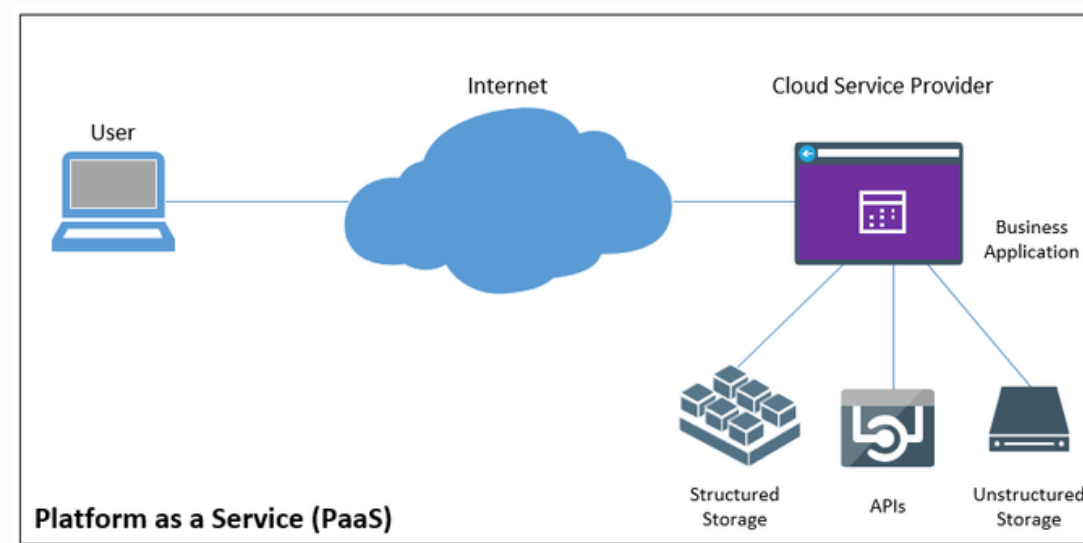 Internet
Cloud Service Provider
User
Business
Application
Structured
Storage
APIs
Unstructured
Storage
Platform as a Service (PaaS)